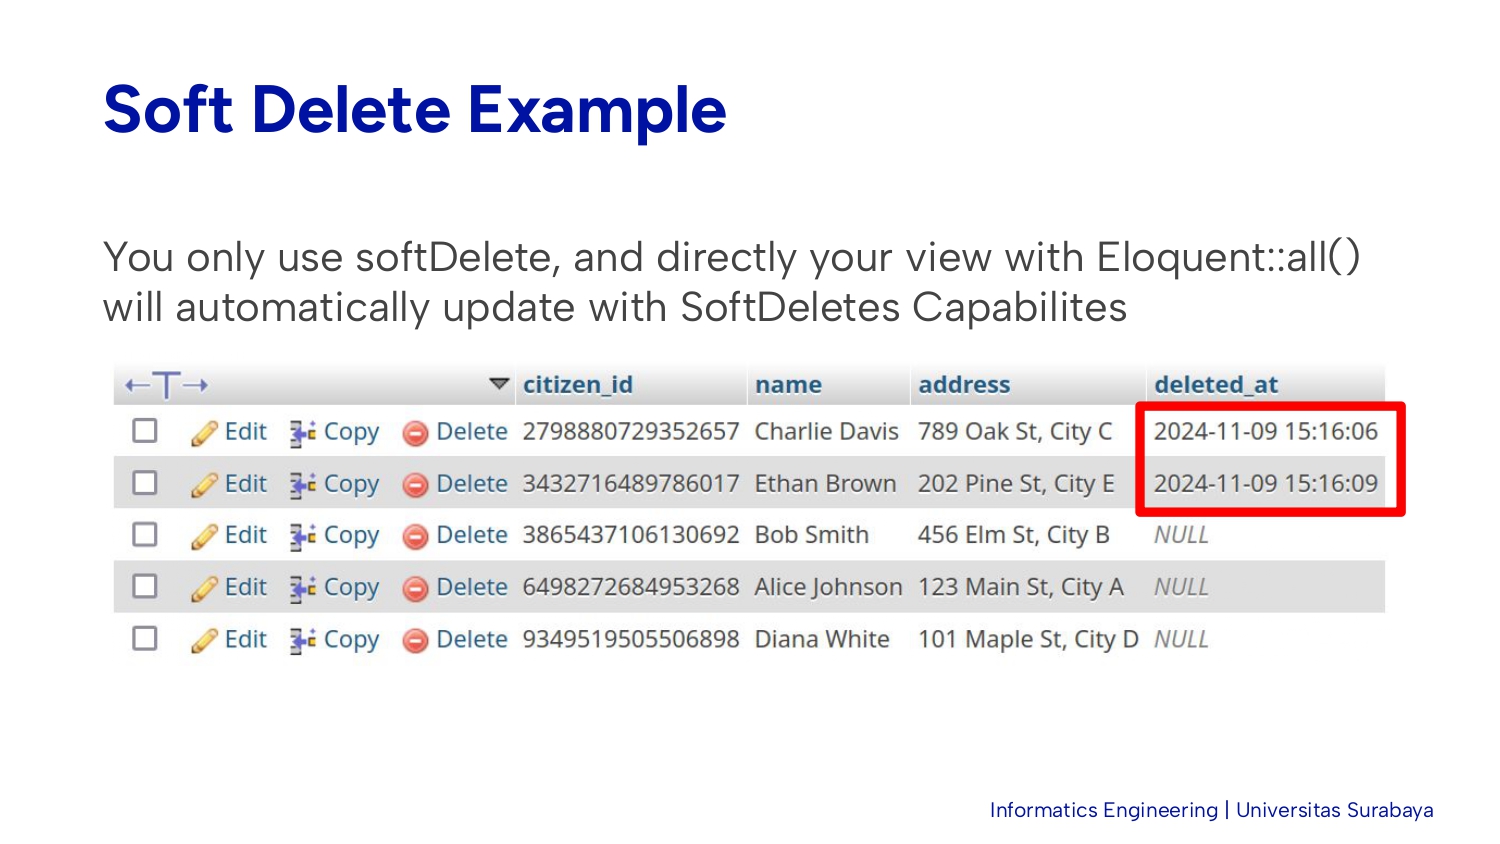 Soft Delete Example
You only use softDelete, and directly your view with Eloquent::all()
will automatically update with SoftDeletes Capabilites
citizen_id name address deleted_at
Edit Copy Delete 2798880729352657 Charlie Davis 789 Oak St, City C 2024-11-09 15:16:06
Edit Copy Delete 3432716489786017 Ethan Brown 202 Pine St, City E 2024-11-09 15:16:09
Edit Copy Delete 3865437106130692 Bob Smith 456 Elm St, City B NULL
Edit Copy Delete 6498272684953268 Alice Johnson 123 Main St, City A NULL
Edit Copy Delete 9349519505506898 Diana White 101 Maple St, City D NULL
Informatics Engineering | Universitas Surabaya